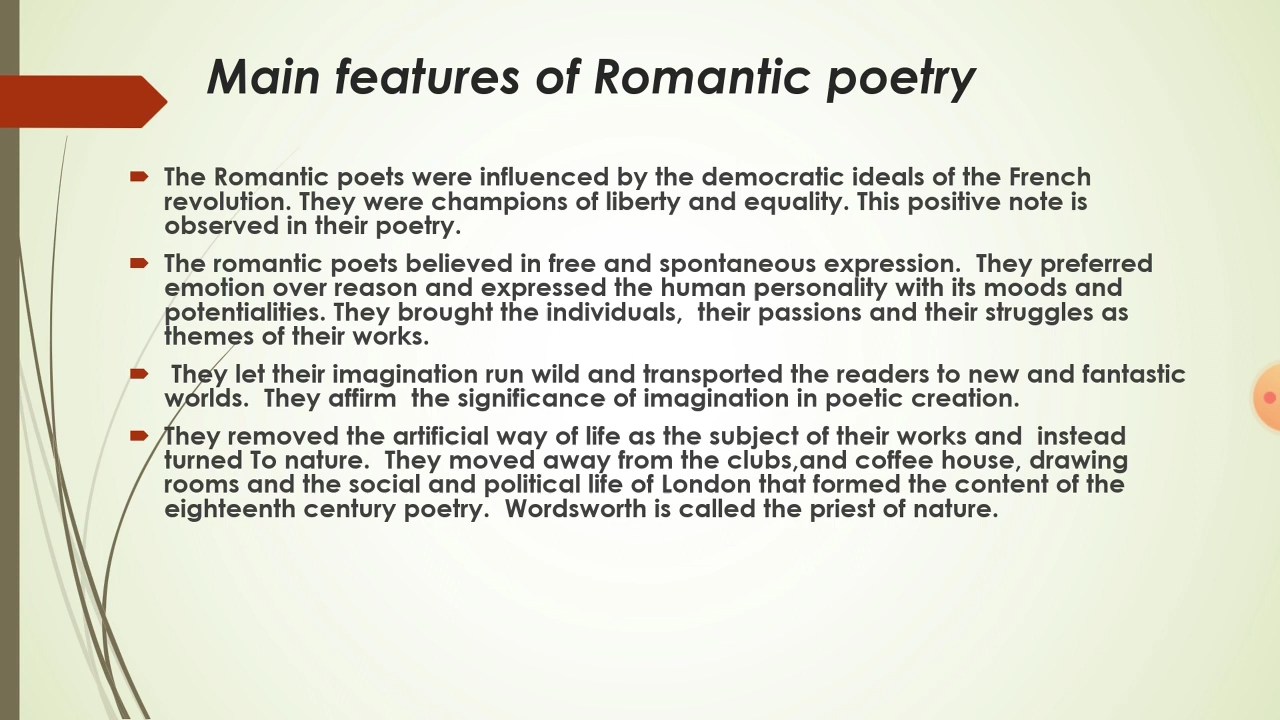 Main features of Romantic poetry
The Romantic poets were influenced by the democratic ideals of the French
revolution. They were champions of liberty and equality. This positive note is
observed in their poetry.
The romantic poets believed in free and spontaneous expression.  They preferred
emotion over reason and expressed the human personality with its moods and
potentialities. They brought the individuals,  their passions and their struggles as
themes of their works.
They let their imagination run wild and transported the readers to new and fantastic
worlds.  They affirm  the significance of imagination in poetic creation.
They removed the artificial way of life as the subject of their works and  instead
turned To nature.  They moved away from the clubs,and coffee house, drawing
rooms and the social and political life of London that formed the content of the
eighteenth century poetry.  Wordsworth is called the priest of nature.